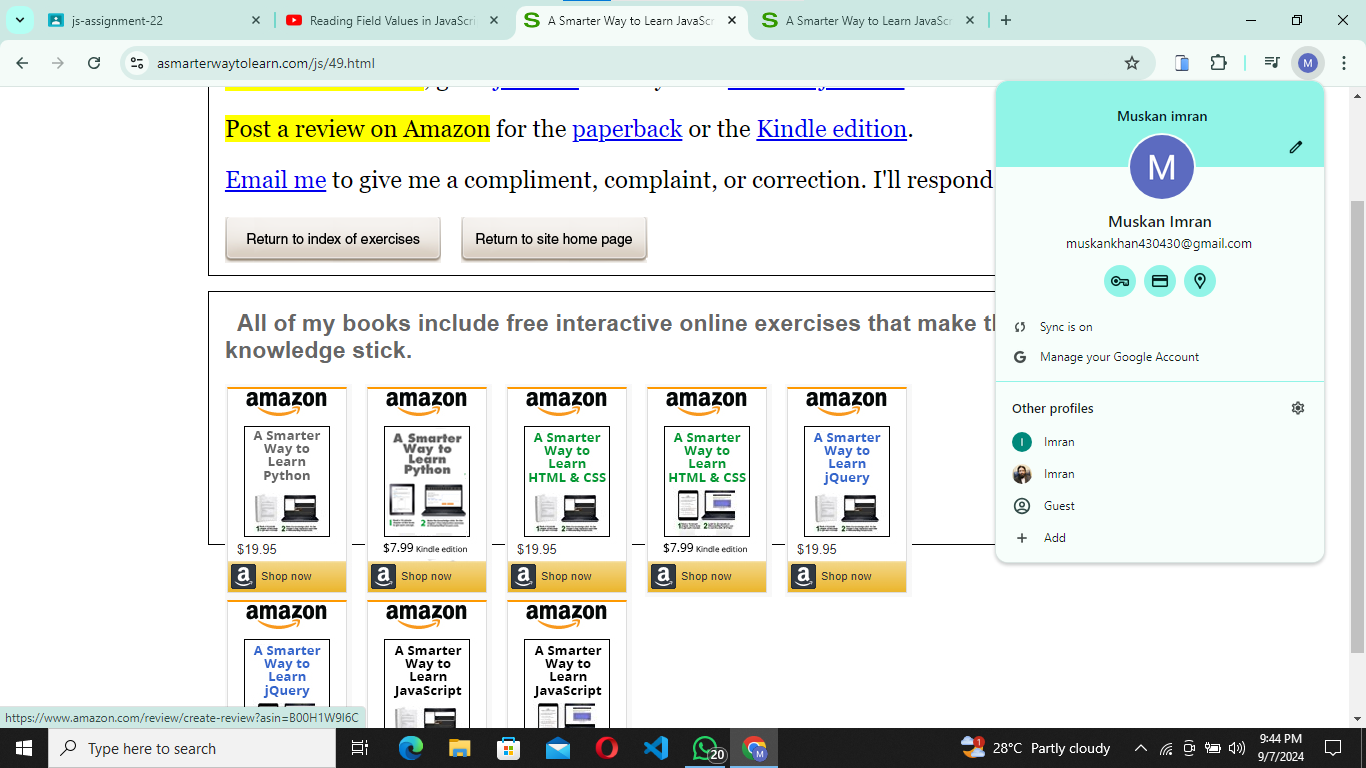 js-assignment-22
Reading Field Values in JavaScri
A Smarter Way to Learn JavaScr
A Smarter Way to Learn JavaScr
asmarterwaytolearn.com/js/49.html
M
Post a review on Amazon for the paperback or the Kindle edition.
Email me to give me a compliment, complaint, or correction. I'll respond
Return to index of exercises
Return to site home page
All of my books include free interactive online exercises that make th
knowledge stick.
amazon
A Smarter
Way to
Learn
Python
$19.95
Shop now
amazon
A Smarter
Way to
Learn
Python
$7.99 Kindle edition
Shop now
amazon
A Smarter
Way to
Learn
HTML & CSS
$19.95
Shop now
amazon
A Smarter
Way to
Learn
HTML & CSS
$7.99 Kindle edition
Shop now
amazon
A Smarter
Way to
Learn
jQuery
$19.95
Shop now
amazon
A Smarter
Way to
Learn
jQuery
amazon
A Smarter
Way to
Learn
JavaScript
amazon
A Smarter
Way to
Learn
JavaScript
Muskan imran
M
Muskan Imran
muskankhan430430@gmail.com
Sync is on
Manage your Google Account
Other profiles
I Imran
Imran
Guest
Add
https://www.amazon.com/review/create-review?asin=B00H1W9I6C
Type here to search
20
M
1
28°C Partly cloudy
9:44 PM
9/7/2024